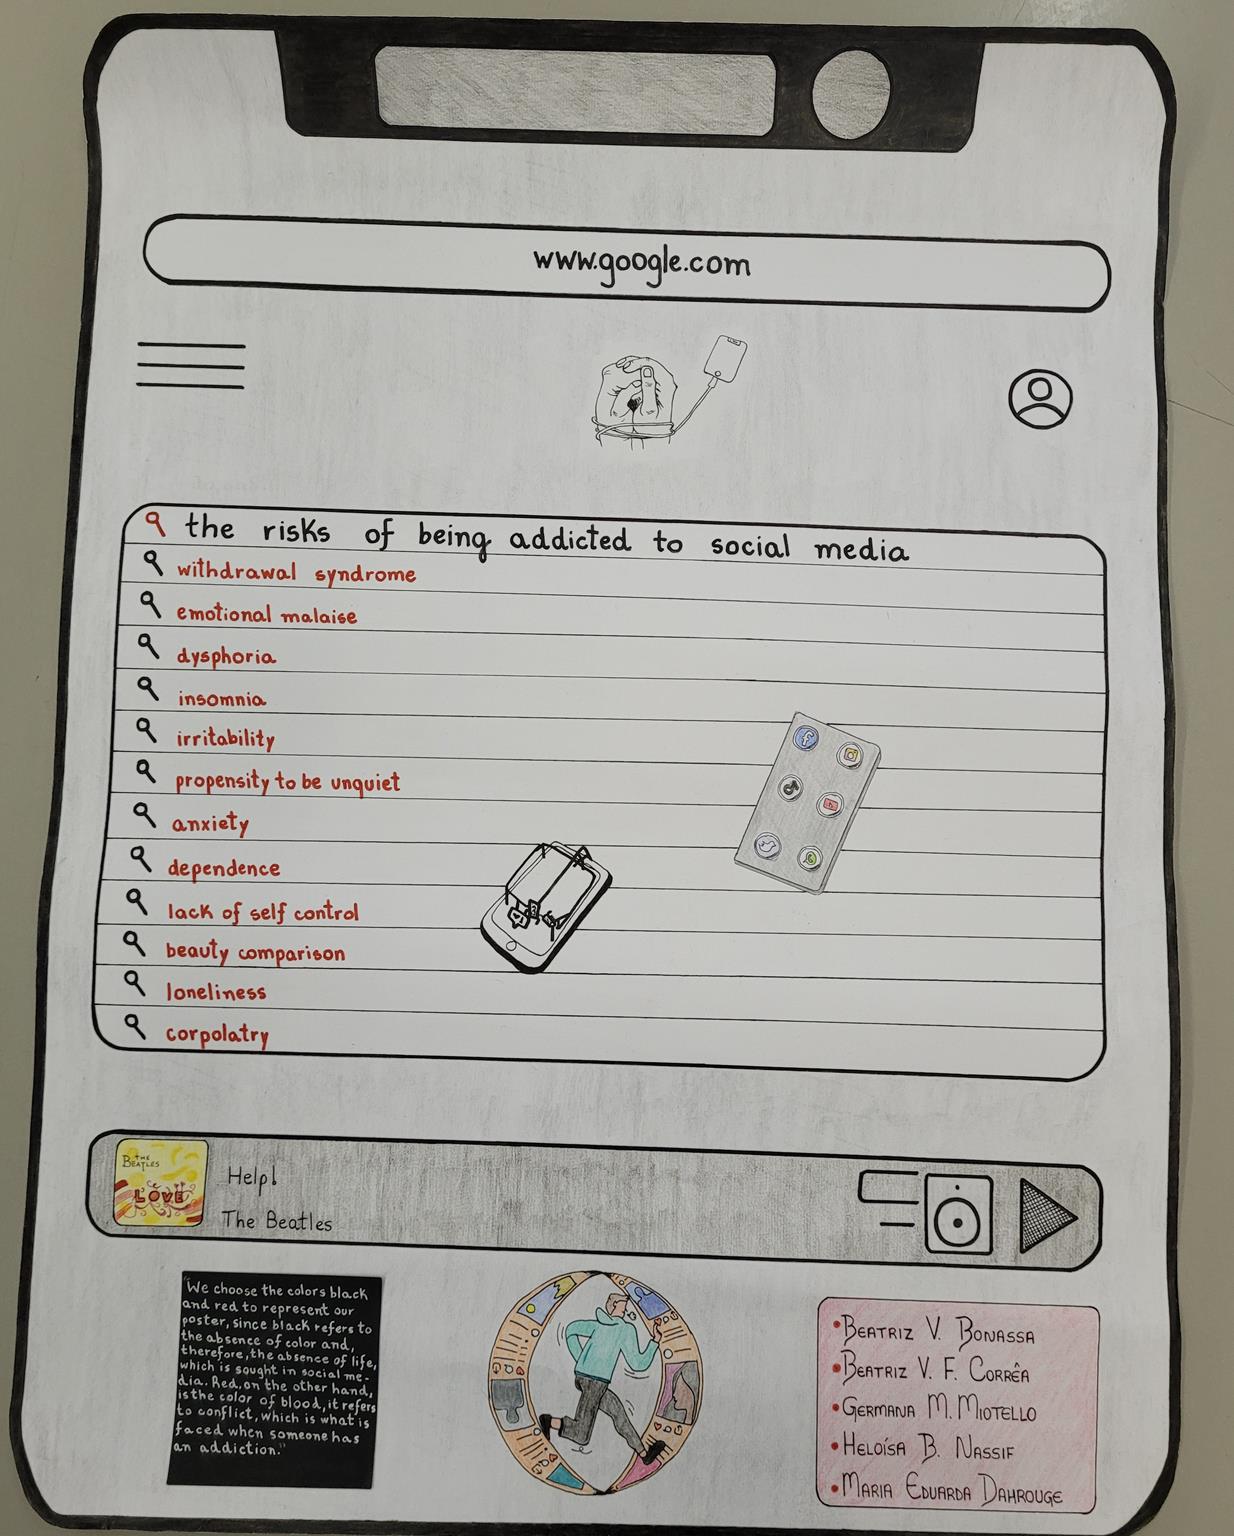 www.google.com
the risks of being addicted to social media
withdrawal syndrome
emotional malaise
dysphoria
insomnia
irritability
propensity to be unquiet
anxiety
dependence
lack of self control
beauty comparison
loneliness
corpolatry
THE
BEATLES
LOVE
Help!
The Beatles
"We choose the colors black
and red to represent our
poster, since black refers to
the absence of color and,
therefore, the absence of life,
which is sought in social me-
dia. Red, on the other hand,
is the color of blood, it refers
to conflict, which is what is
faced when someone has
an addiction."
•BEATRIZ V. BONASSA
•BEATRIZ V. F. CORRÊA
•GERMANA M. MIOTELLO
•HELOÍSA B. NASSIF
•MARIA EDUARDA DAHROUGE